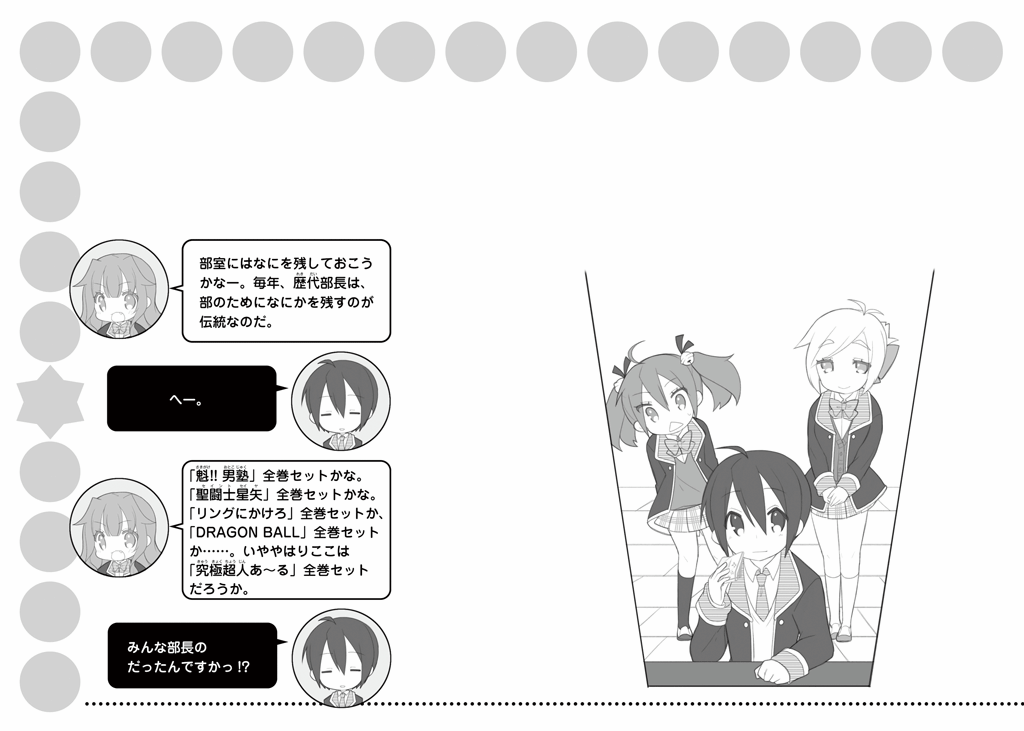 部室にはなにを残しておこう
かなー。毎年、歴代部長は、
部のためになにかを残すのが
伝統なのだ。
へー。
「魁!! 男塾」全巻セットかな。
「聖闘士星矢」全巻セットかな。
「リングにかけろ」全巻セットか、
「DRAGON BALL」全巻セット
か……。いややはりここは
「究極超人あ～る」全巻セット
だろうか。
みんな部長の
だったんですかっ!?